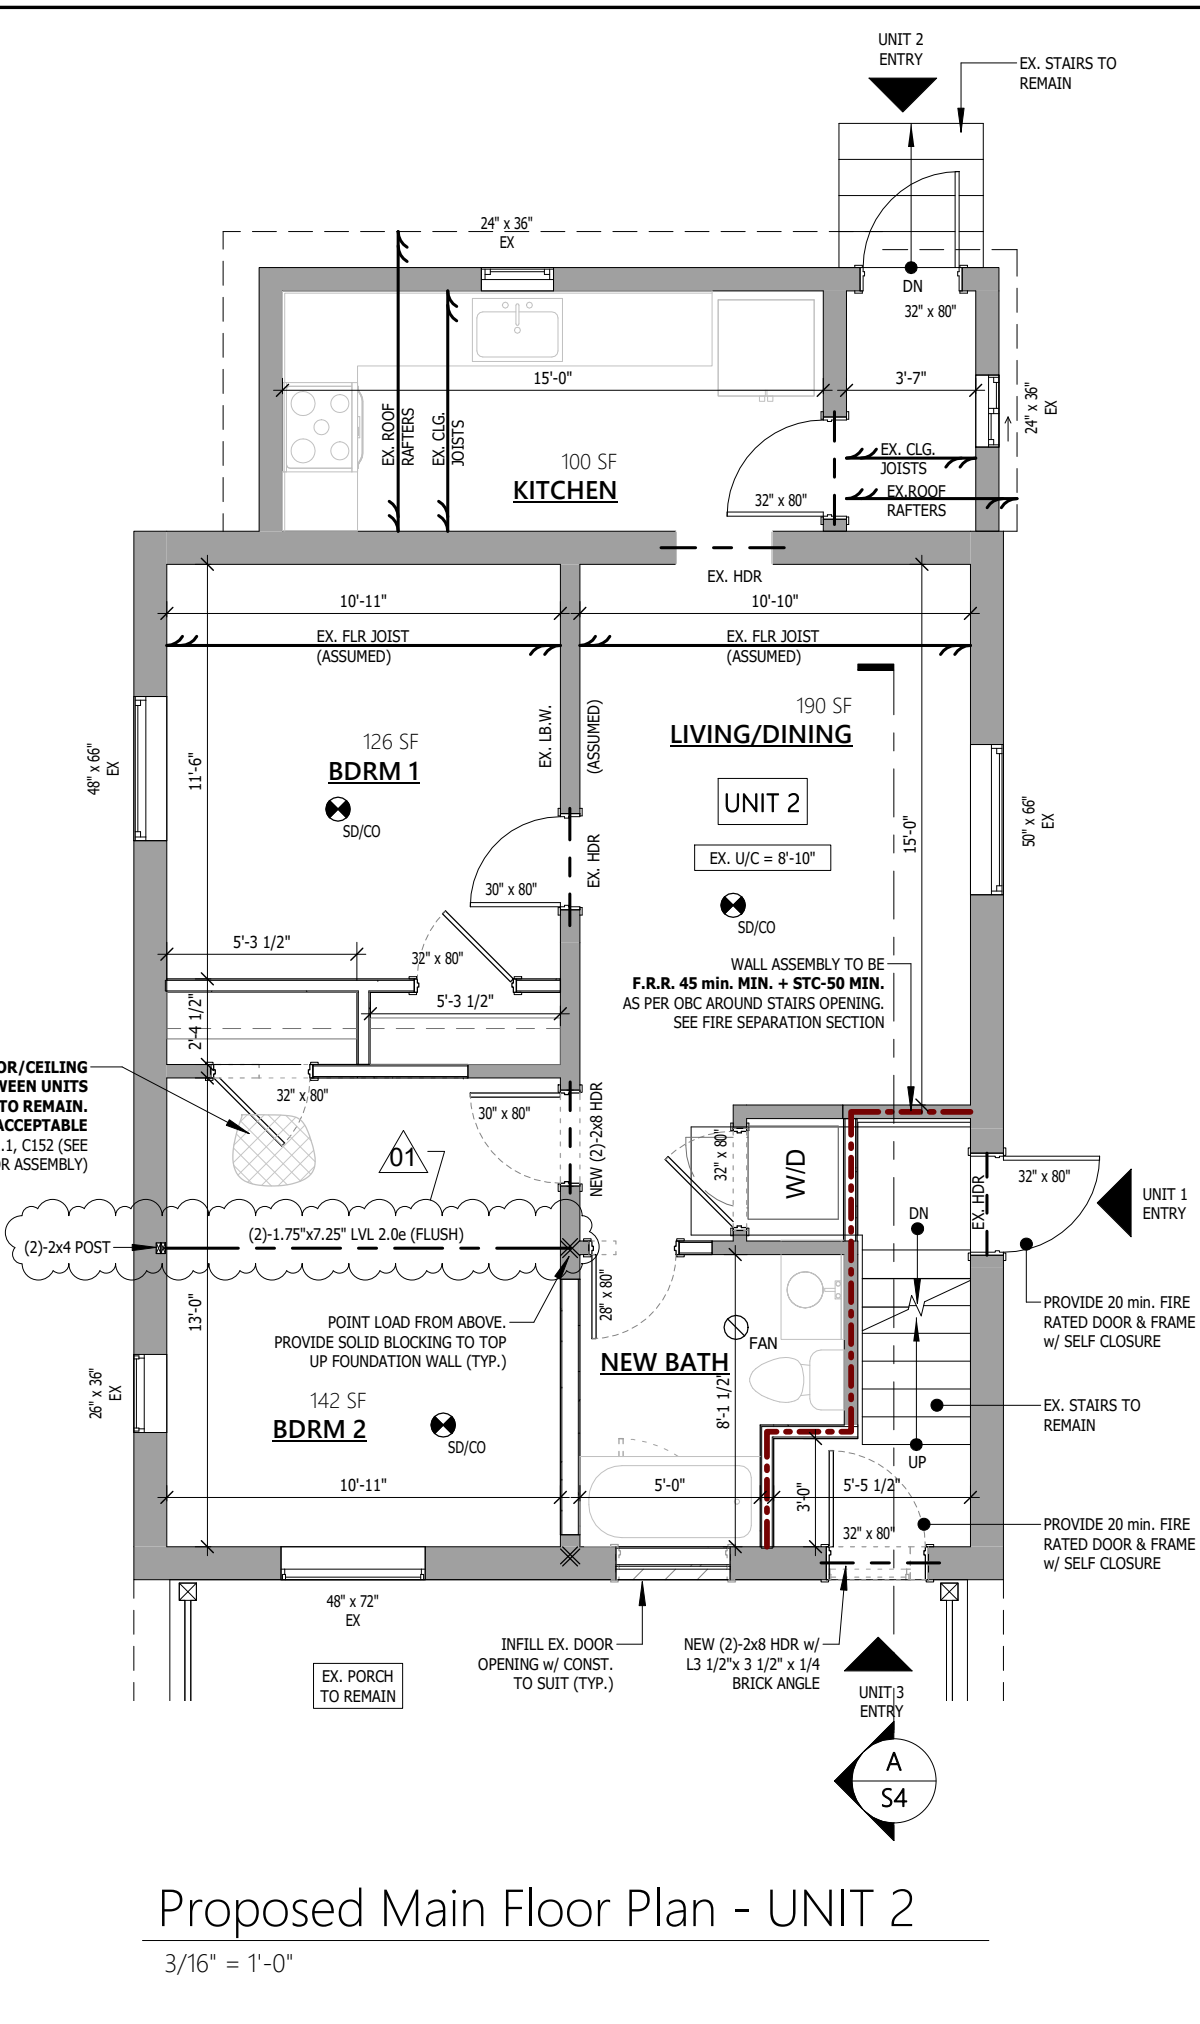 UNIT 2
ENTRY
EX. STAIRS TO
REMAIN
24" x 36"
EX
DN
32" x 80"
15'-0"
3'-7"
24" x 36"
EX
EX. ROOF
RAFTERS
EX. CLG.
JOISTS
EX. CLG.
JOISTS
EX.ROOF
RAFTERS
100 SF
KITCHEN
32" x 80"
EX. HDR
10'-11"
10'-10"
EX. FLR JOIST
(ASSUMED)
EX. FLR JOIST
(ASSUMED)
EX. LB.W.
(ASSUMED)
190 SF
LIVING/DINING
126 SF
BDRM 1
48" x 66"
EX
11'-6"
UNIT 2
EX. U/C = 8'-10"
15'-0"
50" x 66"
EX
SD/CO
EX. HDR
30" x 80"
SD/CO
5'-3 1/2"
32" x 80"
5'-3 1/2"
WALL ASSEMBLY TO BE
F.R.R. 45 min. MIN. + STC-50 MIN.
AS PER OBC AROUND STAIRS OPENING.
SEE FIRE SEPARATION SECTION
2'-4 1/2"
OR/CEILING
WEEN UNITS
TO REMAIN.
ACCEPTABLE
.1, C152 (SEE
OR ASSEMBLY)
32" x 80"
30" x 80"
NEW (2)-2x8 HDR
01
32" x 80"
W/D
DN
EX. HDR
32" x 80"
UNIT 1
ENTRY
(2)-1.75"x7.25" LVL 2.0e (FLUSH)
(2)-2x4 POST
13'-0"
28" x 80"
POINT LOAD FROM ABOVE.
PROVIDE SOLID BLOCKING TO TOP
UP FOUNDATION WALL (TYP.)
FAN
NEW BATH
PROVIDE 20 min. FIRE
RATED DOOR & FRAME
w/ SELF CLOSURE
26" x 36"
EX
142 SF
BDRM 2
SD/CO
8'-1 1/2"
EX. STAIRS TO
REMAIN
UP
10'-11"
5'-0"
3'-0"
5'-5 1/2"
32" x 80"
PROVIDE 20 min. FIRE
RATED DOOR & FRAME
w/ SELF CLOSURE
48" x 72"
EX
INFILL EX. DOOR
OPENING w/ CONST.
TO SUIT (TYP.)
NEW (2)-2x8 HDR w/
L3 1/2"x 3 1/2" x 1/4
BRICK ANGLE
EX. PORCH
TO REMAIN
UNIT 3
ENTRY
A
S4
Proposed Main Floor Plan - UNIT 2
3/16" = 1'-0"